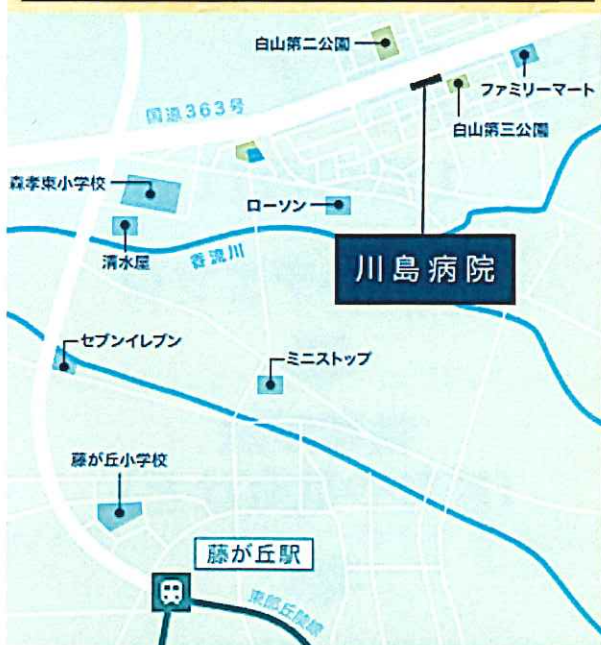 白山第二公園
ファミリーマート
国道363号
白山第三公園
森孝東小学校
ローソン
清水屋
香流川
川島病院
セブンイレブン
ミニストップ
藤が丘小学校
藤が丘駅
東部丘陵線